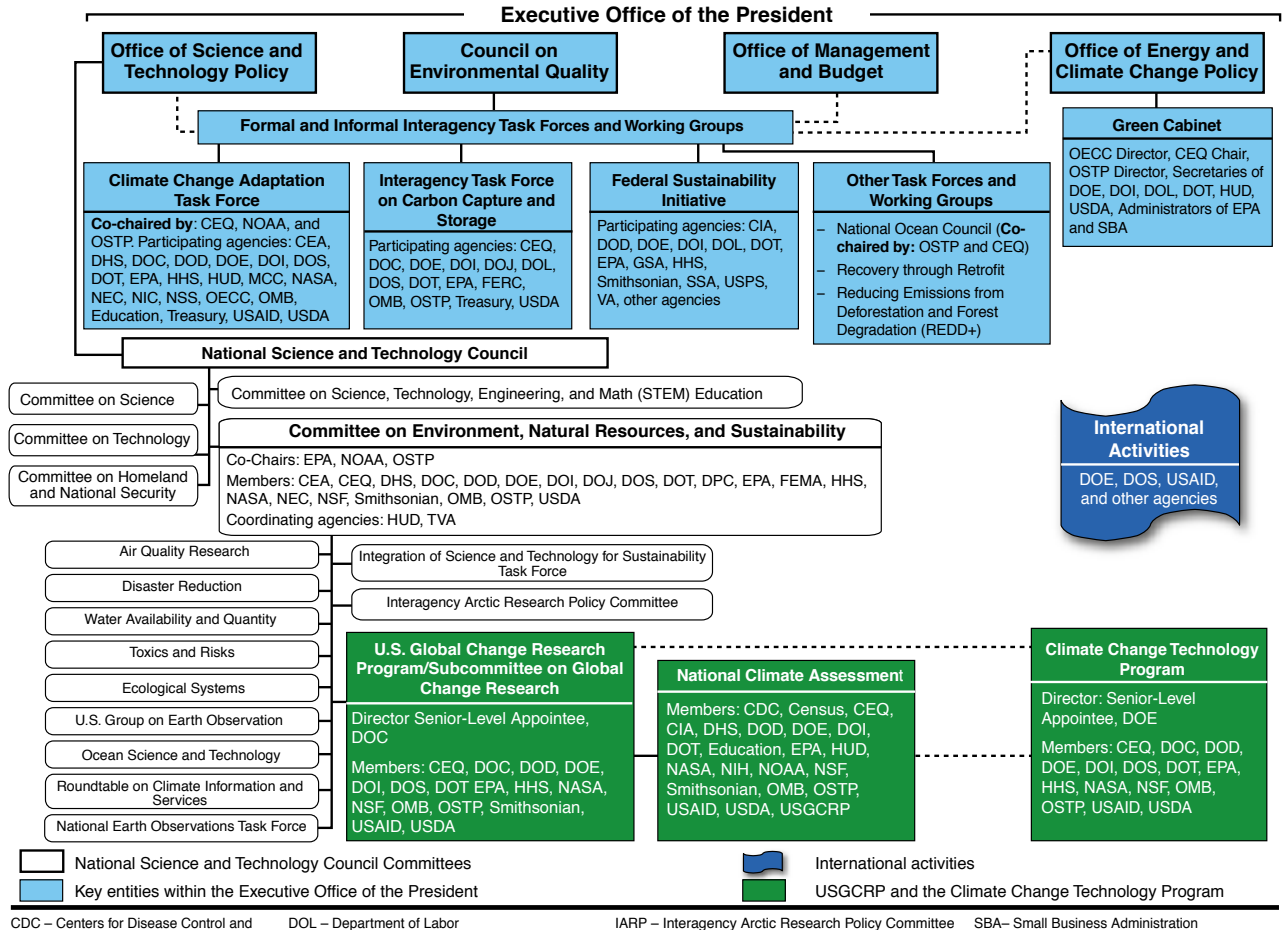 Executive Office of the President
Office of Science and
Technology Policy
Council on
Environmental Quality
Office of Management
and Budget
Office of Energy and
Climate Change Policy
Formal and Informal Interagency Task Forces and Working Groups
Green Cabinet
OECC Director, CEQ Chair,
OSTP Director, Secretaries of
DOE, DOI, DOL, DOT, HUD,
USDA, Administrators of EPA
and SBA
Climate Change Adaptation
Task Force
Co-chaired by: CEQ, NOAA, and
OSTP. Participating agencies: CEA,
DHS, DOC, DOD, DOE, DOI, DOS,
DOT, EPA, HHS, HUD, MCC, NASA,
NEC, NIC, NSS, OECC, OMB,
Education, Treasury, USAID, USDA
Interagency Task Force
on Carbon Capture and
Storage
Participating agencies: CEQ,
DOC, DOE, DOI, DOJ, DOL,
DOS, DOT, EPA, FERC,
OMB, OSTP, Treasury, USDA
Federal Sustainability
Initiative
Participating agencies: CIA,
DOD, DOE, DOI, DOL, DOT,
EPA, GSA, HHS,
Smithsonian, SSA, USPS,
VA, other agencies
Other Task Forces and
Working Groups
– National Ocean Council (Co-
chaired by: OSTP and CEQ)
– Recovery through Retrofit
– Reducing Emissions from
Deforestation and Forest
Degradation (REDD+)
National Science and Technology Council
Committee on Science
Committee on Science, Technology, Engineering, and Math (STEM) Education
Committee on Technology
Committee on Homeland
and National Security
Committee on Environment, Natural Resources, and Sustainability
Co-Chairs: EPA, NOAA, OSTP
Members: CEA, CEQ, DHS, DOC, DOD, DOE, DOI, DOJ, DOS, DOT, DPC, EPA, FEMA, HHS,
NASA, NEC, NSF, Smithsonian, OMB, OSTP, USDA
Coordinating agencies: HUD, TVA
International
Activities
DOE, DOS, USAID,
and other agencies
Air Quality Research
Disaster Reduction
Water Availability and Quantity
Toxics and Risks
Ecological Systems
U.S. Group on Earth Observation
Ocean Science and Technology
Roundtable on Climate Information and
Services
National Earth Observations Task Force
Integration of Science and Technology for Sustainability
Task Force
Interagency Arctic Research Policy Committee
U.S. Global Change Research
Program/Subcommittee on Global
Change Research
Director Senior-Level Appointee,
DOC
Members: CEQ, DOC, DOD, DOE,
DOI, DOS, DOT EPA, HHS, NASA,
NSF, OMB, OSTP, Smithsonian,
USAID, USDA
National Climate Assessment
Members: CDC, Census, CEQ,
CIA, DHS, DOD, DOE, DOI,
DOT, Education, EPA, HUD,
NASA, NIH, NOAA, NSF,
Smithsonian, OMB, OSTP,
USAID, USDA, USGCRP
Climate Change Technology
Program
Director: Senior-Level
Appointee, DOE
Members: CEQ, DOC, DOD,
DOE, DOI, DOS, DOT, EPA,
HHS, NASA, NSF, OMB,
OSTP, USAID, USDA
National Science and Technology Council Committees
Key entities within the Executive Office of the President
International activities
USGCRP and the Climate Change Technology Program
CDC – Centers for Disease Control and
DOL – Department of Labor
IARP – Interagency Arctic Research Policy Committee
SBA– Small Business Administration